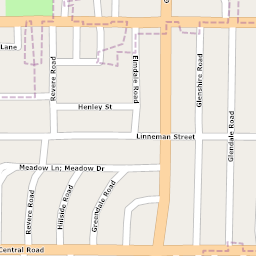 G
Lane
Revere Road
Elmdale Road
Glenshire Road
Henley St
Linneman Street
Glendale Road
Meadow Ln; Meadow Dr
Revere Road
Hillside Road
Greendale Road
Central Road